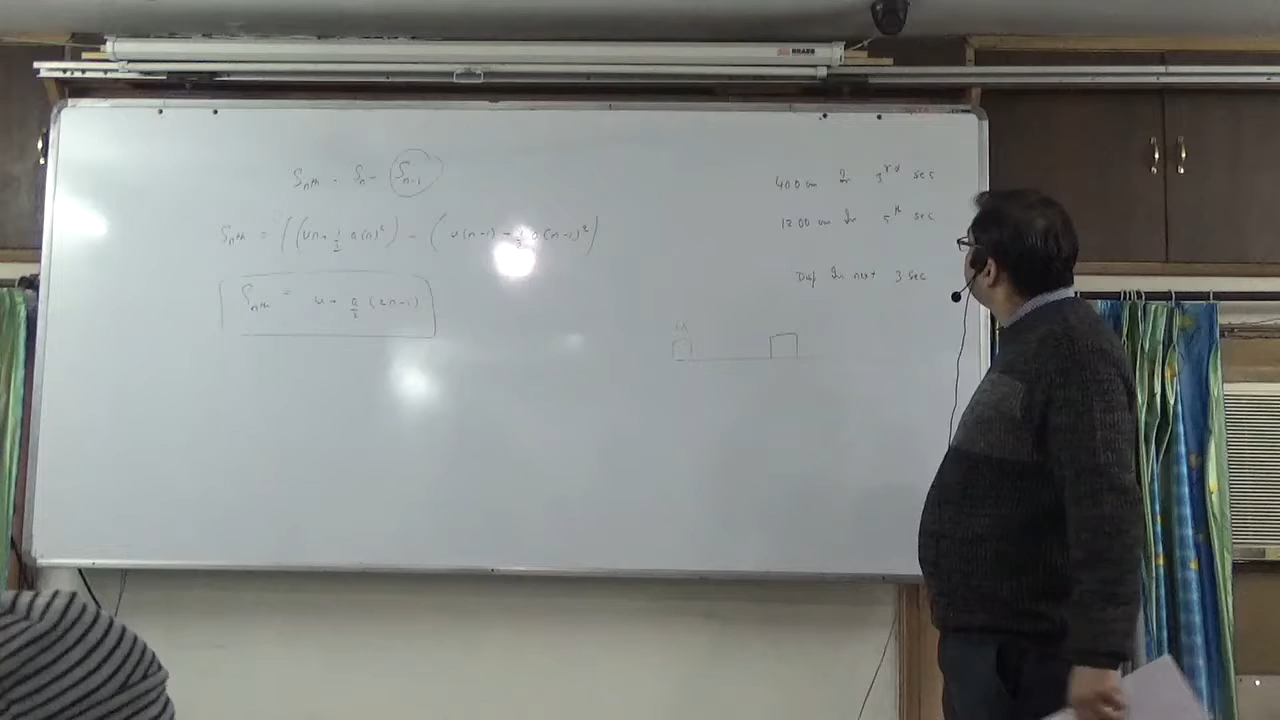 Snth = Sn - Sn-1
Snth = ((un + 1/2 a(n)²) - (u(n-1) + 1/2 a(n-1)²)
Snth = u + a/2 (2n-1)
400 m In 3rd sec
1200 m In 5th sec
In next 3 sec